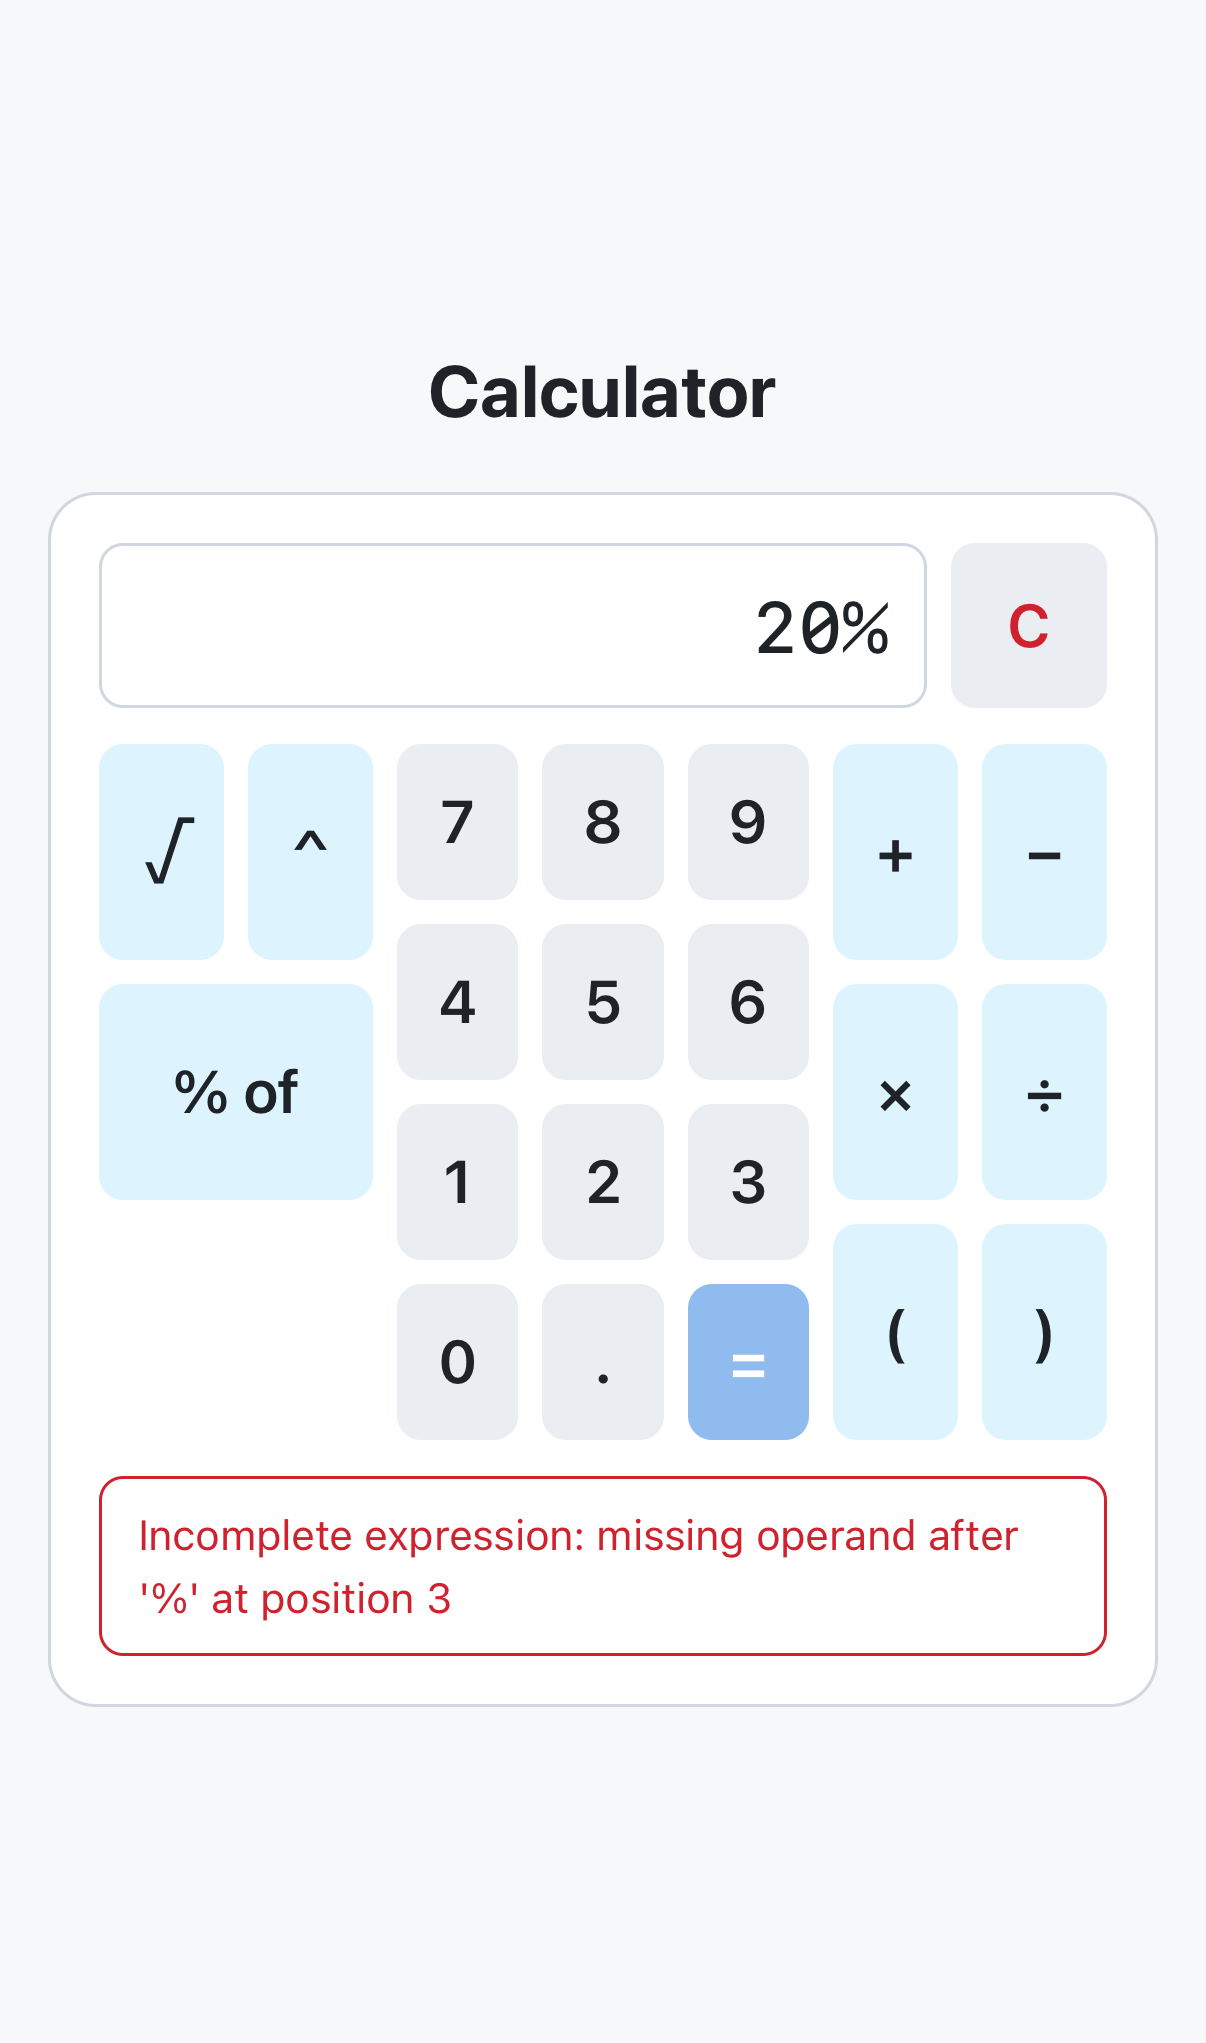 Calculator
20%
C
√ ^ 7 8 9 + −
4 5 6
% of × ÷
1 2 3
0 . = ( )
Incomplete expression: missing operand after
'%' at position 3